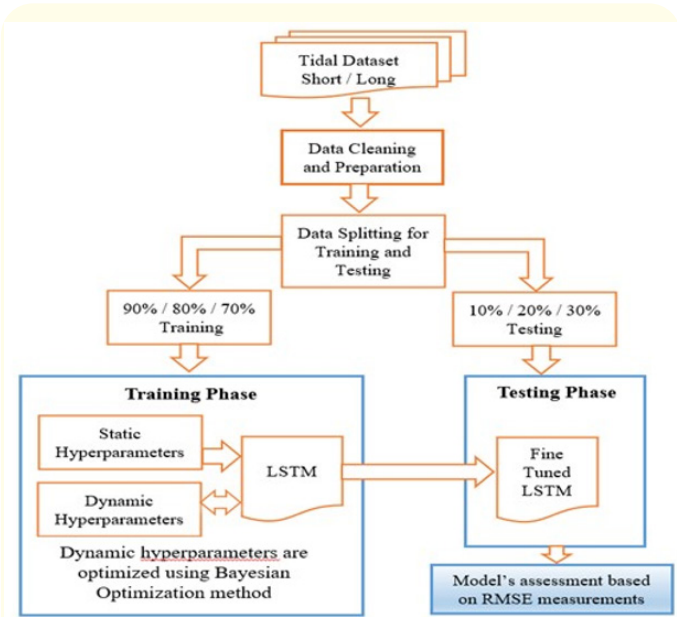 Tidal Dataset
Short / Long
Data Cleaning
and Preparation
Data Splitting for
Training and
Testing
90% / 80% / 70%
Training
10% / 20% / 30%
Testing
Training Phase
Static
Hyperparameters
Dynamic
Hyperparameters
LSTM
Dynamic hyperparameters are
optimized using Bayesian
Optimization method
Testing Phase
Fine
Tuned
LSTM
Model's assessment based
on RMSE measurements